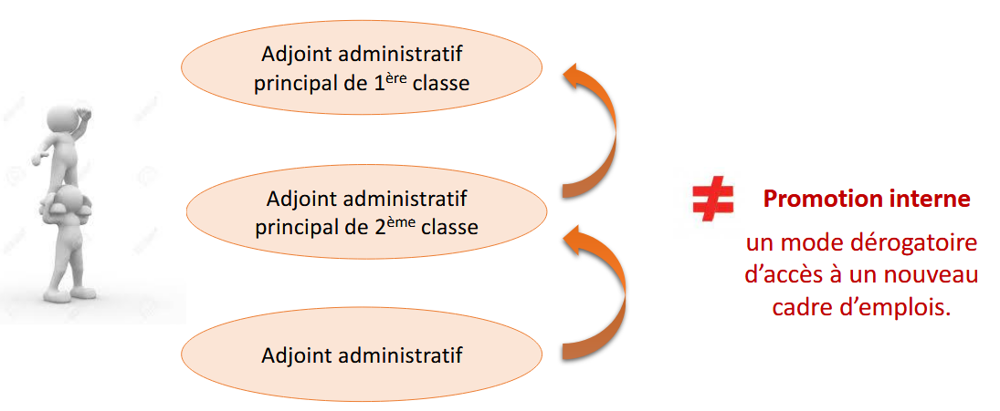 Adjoint administratif
principal de 1ère classe
Adjoint administratif
principal de 2ème classe
≠ Promotion interne
un mode dérogatoire
d’accès à un nouveau
cadre d’emplois.
Adjoint administratif